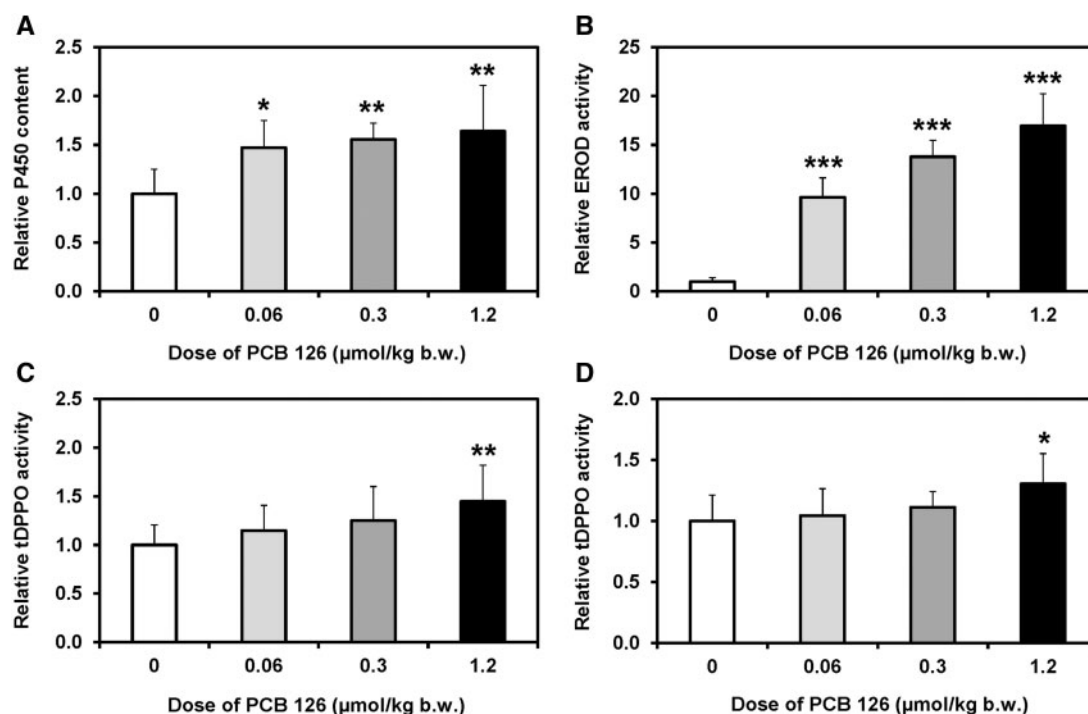 A
Relative P450 content
2.5
2.0
1.5
1.0
0.5
0.0
*
**
**
0 0.06 0.3 1.2
Dose of PCB 126 (µmol/kg b.w.)
B
Relative EROD activity
25
20
15
10
5
0
***
***
***
0 0.06 0.3 1.2
Dose of PCB 126 (µmol/kg b.w.)
C
Relative tDPPO activity
2.5
2.0
1.5
1.0
0.5
0.0
**
0 0.06 0.3 1.2
Dose of PCB 126 (µmol/kg b.w.)
D
Relative tDPPO activity
2.0
1.5
1.0
0.5
0.0
*
0 0.06 0.3 1.2
Dose of PCB 126 (µmol/kg b.w.)